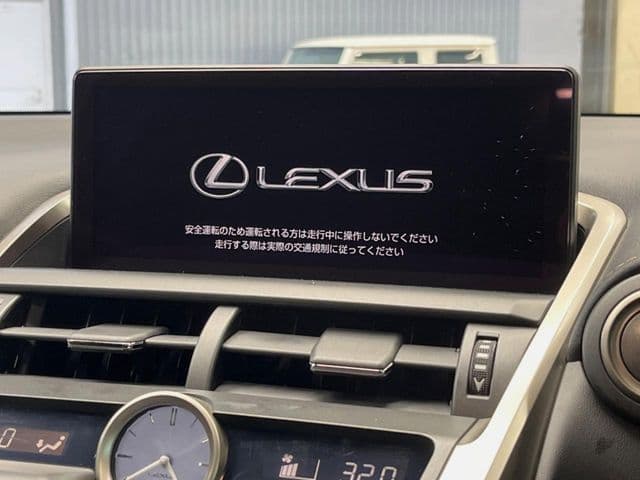 LEXUS
安全運転のため運転される方は走行中に操作しないでください
走行する際は実際の交通規制に従ってください
LEXUS
0
32.0